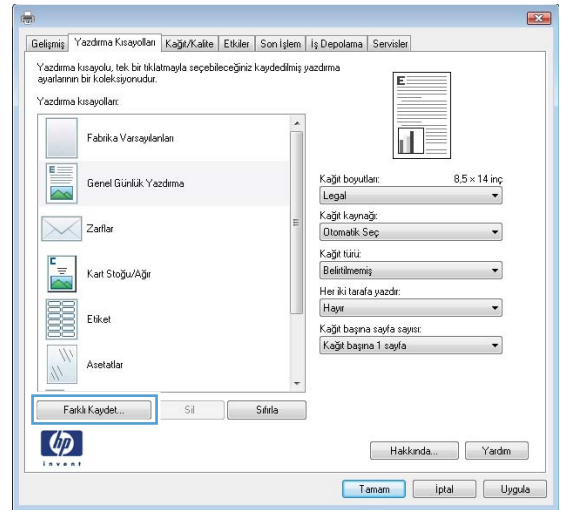 Gelişmiş Yazdırma Kısayolları Kağıt/Kalite Etkiler Son İşlem İş Depolama Servisler
Yazdırma kısayolu, tek bir tıklatmayla seçebileceğiniz kaydedilmiş yazdırma
ayarlarının bir koleksiyonudur.
Yazdırma kısayolları:
Fabrika Varsayılanları
Genel Günlük Yazdırma
Zarflar
Kart Stoğu/Ağır
Etiket
Asetatlar
E
Kağıt boyutları: 8,5 × 14 inç
Legal
Kağıt kaynağı:
Otomatik Seç
Kağıt türü:
Belirtilmemiş
Her iki tarafa yazdır:
Hayır
Kağıt başına sayfa sayısı:
Kağıt başına 1 sayfa
Farklı Kaydet... Sil Sıfırla
hp
invent
Hakkında... Yardım
Tamam İptal Uygula